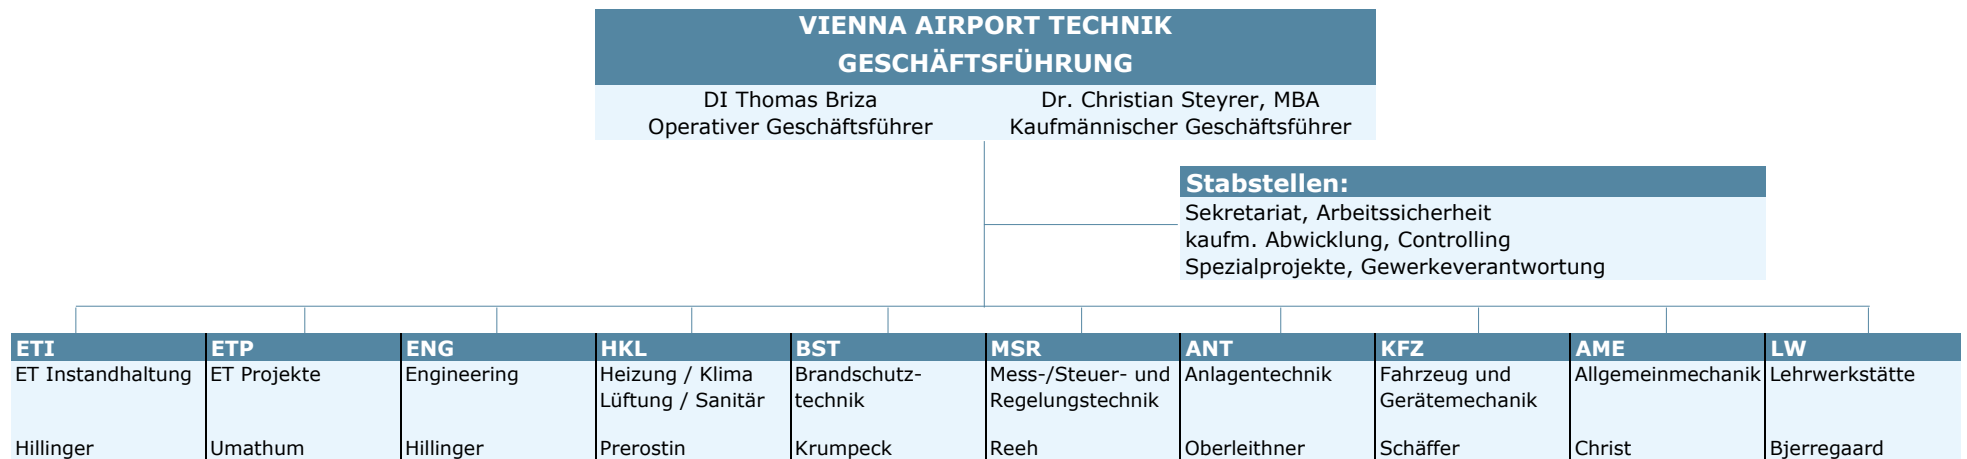 VIENNA AIRPORT TECHNIK
GESCHÄFTSFÜHRUNG
DI Thomas Briza
Operativer Geschäftsführer
Dr. Christian Steyrer, MBA
Kaufmännischer Geschäftsführer
Stabstellen:
Sekretariat, Arbeitssicherheit
kaufm. Abwicklung, Controlling
Spezialprojekte, Gewerkeverantwortung
ETI
ET Instandhaltung
Hillinger
ETP
ET Projekte
Umathum
ENG
Engineering
Hillinger
HKL
Heizung / Klima
Lüftung / Sanitär
Prerostin
BST
Brandschutz-
technik
Krumpeck
MSR
Mess-/Steuer- und
Regelungstechnik
Reeh
ANT
Anlagentechnik
Oberleithner
KFZ
Fahrzeug und
Gerätemechanik
Schäffer
AME
Allgemeinmechanik
Christ
LW
Lehrwerkstätte
Bjerregaard